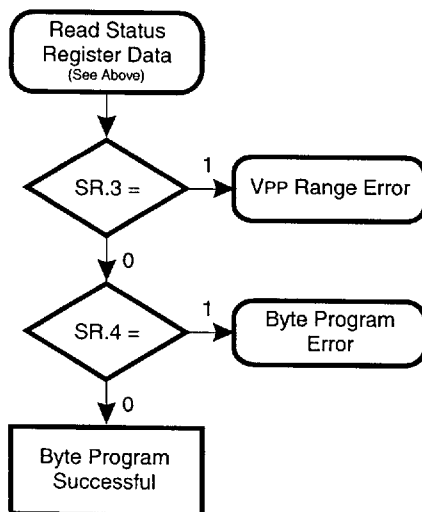 Read Status
Register Data
(See Above)
SR.3 =
1
VPP Range Error
0
SR.4 =
1
Byte Program
Error
0
Byte Program
Successful